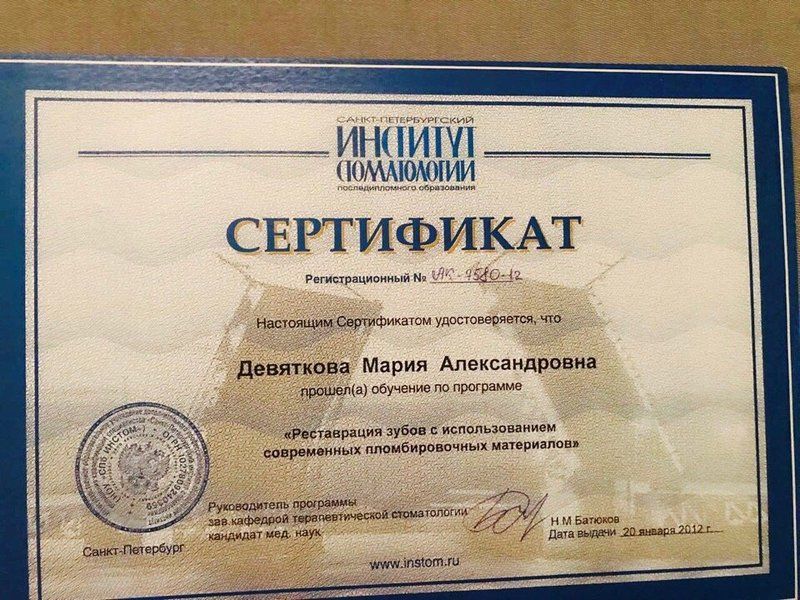 САНКТ-ПЕТЕРБУРГСКИЙ
ИНСТИТУТ
СТОМАТОЛОГИИ
последипломного образования
СЕРТИФИКАТ
Регистрационный №
Настоящим Сертификатом удостоверяется, что
Девяткова Мария Александровна
прошел(а) обучение по программе
«Реставрация зубов с использованием
современных пломбировочных материалов»
Руководитель программы
зав.кафедрой терапевтической стоматологии
кандидат мед. наук
Н.М.Батюков
Дата выдачи 20 января 2012 г.
Санкт-Петербург
www.instom.ru